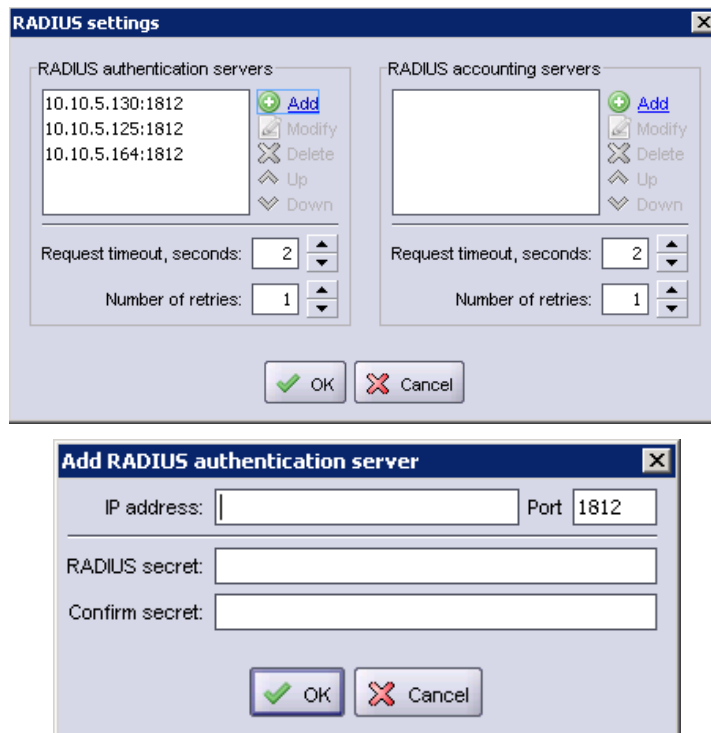 RADIUS settings
RADIUS authentication servers
10.10.5.130:1812
10.10.5.125:1812
10.10.5.164:1812
Add
Modify
Delete
Up
Down
Request timeout, seconds: 2
Number of retries: 1
RADIUS accounting servers
Add
Modify
Delete
Up
Down
Request timeout, seconds: 2
Number of retries: 1
OK
Cancel
Add RADIUS authentication server
IP address:
Port 1812
RADIUS secret:
Confirm secret:
OK
Cancel